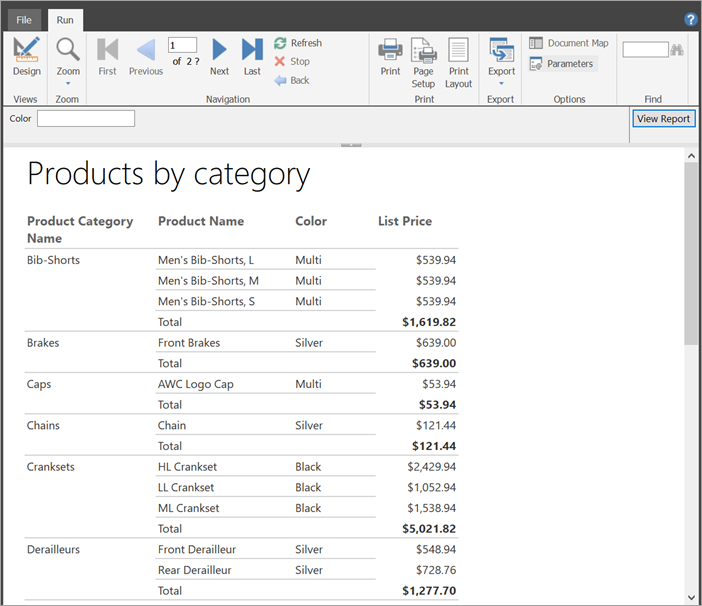 File Run ?
Design Zoom First Previous 1 of 2 ? Next Last Refresh Stop Back Print Page Setup Print Layout Export Document Map Parameters
Views Zoom Navigation Print Export Options Find
Color View Report
Products by category
Product Category Name Product Name Color List Price
Bib-Shorts Men's Bib-Shorts, L Multi $539.94
Men's Bib-Shorts, M Multi $539.94
Men's Bib-Shorts, S Multi $539.94
Total $1,619.82
Brakes Front Brakes Silver $639.00
Total $639.00
Caps AWC Logo Cap Multi $53.94
Total $53.94
Chains Chain Silver $121.44
Total $121.44
Cranksets HL Crankset Black $2,429.94
LL Crankset Black $1,052.94
ML Crankset Black $1,538.94
Total $5,021.82
Derailleurs Front Derailleur Silver $548.94
Rear Derailleur Silver $728.76
Total $1,277.70